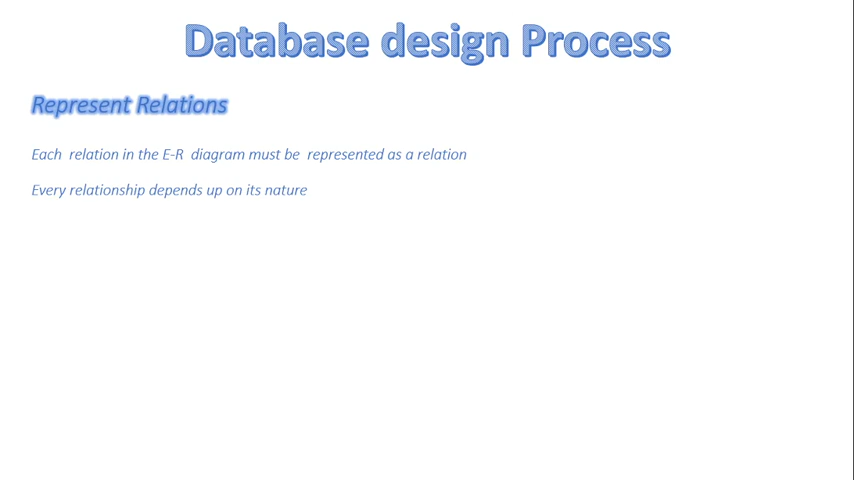 Database design Process
Represent Relations
Each relation in the E-R diagram must be represented as a relation
Every relationship depends up on its nature